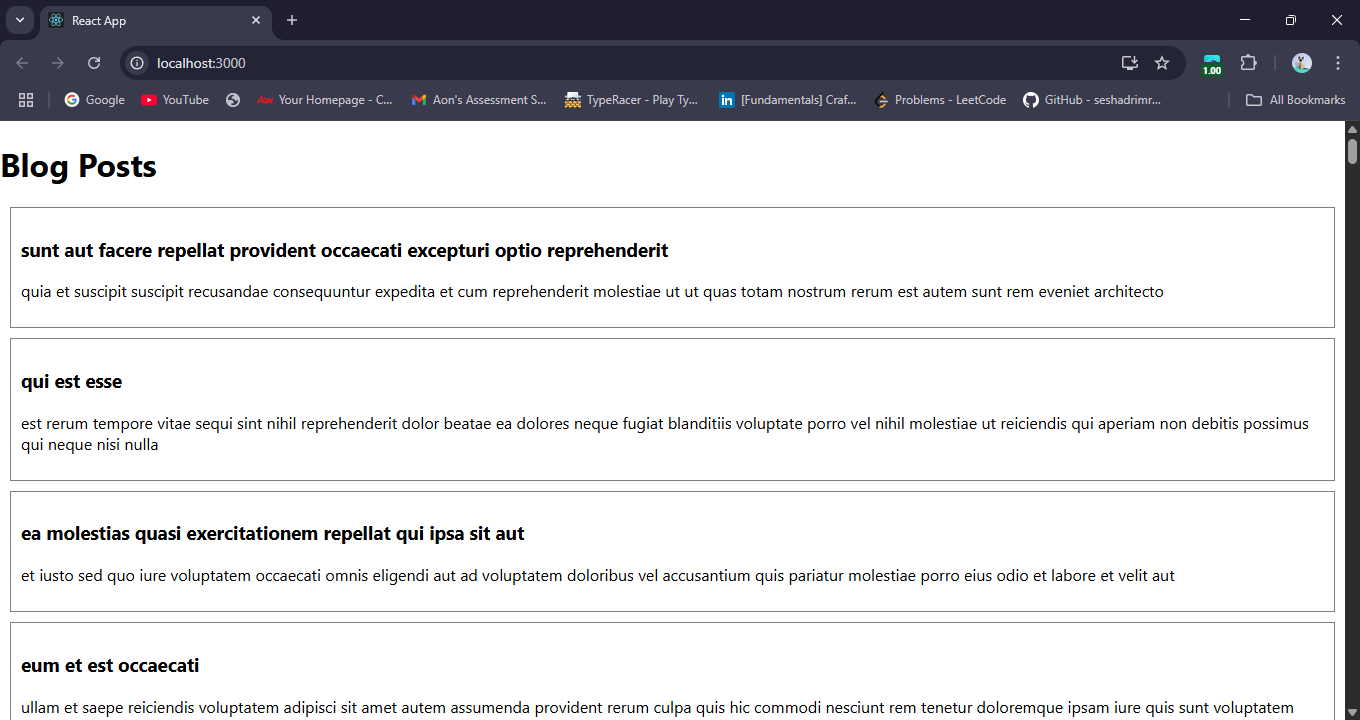 React App
localhost:3000
1.00
Google
YouTube
Your Homepage - C...
Aon's Assessment S...
TypeRacer - Play Ty...
[Fundamentals] Craf...
Problems - LeetCode
GitHub - seshadrimr...
All Bookmarks
Blog Posts
sunt aut facere repellat provident occaecati excepturi optio reprehenderit
quia et suscipit suscipit recusandae consequuntur expedita et cum reprehenderit molestiae ut ut quas totam nostrum rerum est autem sunt rem eveniet architecto
qui est esse
est rerum tempore vitae sequi sint nihil reprehenderit dolor beatae ea dolores neque fugiat blanditiis voluptate porro vel nihil molestiae ut reiciendis qui aperiam non debitis possimus
qui neque nisi nulla
ea molestias quasi exercitationem repellat qui ipsa sit aut
et iusto sed quo iure voluptatem occaecati omnis eligendi aut ad voluptatem doloribus vel accusantium quis pariatur molestiae porro eius odio et labore et velit aut
eum et est occaecati
ullam et saepe reiciendis voluptatem adipisci sit amet autem assumenda provident rerum culpa quis hic commodi nesciunt rem tenetur doloremque ipsam iure quis sunt voluptatem